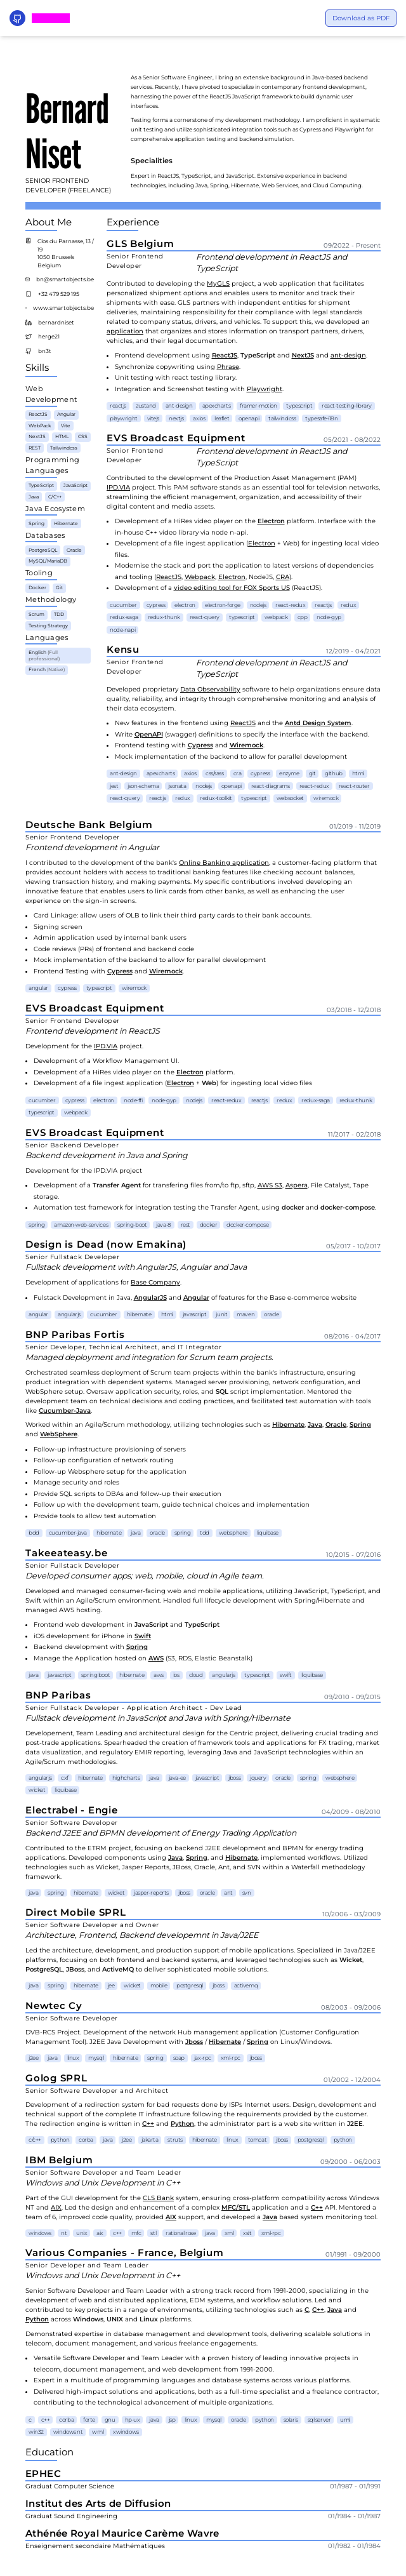 Download as PDF
Bernard
Niset
SENIOR FRONTEND
DEVELOPER (FREELANCE)
As a Senior Software Engineer, I bring an extensive background in Java-based backend
services. Recently, I have pivoted to specialize in contemporary frontend development,
harnessing the power of the ReactJS JavaScript framework to build dynamic user
interfaces.
Testing forms a cornerstone of my development methodology. I am proficient in systematic
unit testing and utilize sophisticated integration tools such as Cypress and Playwright for
comprehensive application testing and backend simulation.
Specialities
Expert in ReactJS, TypeScript, and JavaScript. Extensive experience in backend
technologies, including Java, Spring, Hibernate, Web Services, and Cloud Computing.
About Me
Clos du Parnasse, 13 /
19
1050 Brussels
Belgium
bn@smartobjects.be
+32 479 529 195
www.smartobjects.be
bernardniset
herge21
bn3t
Skills
Web
Development
ReactJS Angular
WebPack Vite
NextJS HTML CSS
REST Tailwindcss
Programming
Languages
TypeScript JavaScript
Java C/C++
Java Ecosystem
Spring Hibernate
Databases
PostgreSQL Oracle
MySQL/MariaDB
Tooling
Docker Git
Methodology
Scrum TDD
Testing Strategy
Languages
English (Full
professional)
French (Native)
Experience
GLS Belgium 09/2022 - Present
Senior Frontend
Developer
Frontend development in ReactJS and
TypeScript
Contributed to the developing the MyGLS project, a web application that facilitates
personalized shipment options and enables users to monitor and track their
shipments with ease. GLS partners with various transport entities for shipment
deliveries, maintaining responsibility for compliance with legal standards
related to company status, drivers, and vehicles. To support this, we developed an
application that organizes and stores information on transport partners, drivers,
vehicles, and their legal documentation.
• Frontend development using ReactJS, TypeScript and NextJS and ant-design.
• Synchronize copywriting using Phrase.
• Unit testing with react testing library.
• Integration and Screenshot testing with Playwright.
reactjs zustand ant-design apexcharts framer-motion typescript react-testing-library
playwright vitejs nextjs axios leaflet openapi tailwindcss typesafe-i18n
EVS Broadcast Equipment 05/2021 - 08/2022
Senior Frontend
Developer
Frontend development in ReactJS and
TypeScript
Contributed to the development of the Production Asset Management (PAM)
IPD.VIA project. This PAM software stands as essential tool for television networks,
enabling the efficient management and accessibility of extensive digital content
across various platforms.
• Development of a HiRes video player on the Electron platform integrated with the
in-house C++ video library via napi-n-api.
• Development of a file ingest application (Electron + Web) for ingesting very local
files.
• Modernise the frontend stack to latests to latest levels of dependencies
and tooling (ReactJS, Webpack, Electron, NodeJS, CRA).
• Development of a video editing tool for FOX Sports US (ReactJS).
cucumber cypress electron electron-forge nodejs react-redux reactjs redux
redux-saga redux-thunk react-query typescript webpack cpp node-gyp
node-napi
Kensu 12/2019 - 04/2021
Senior Frontend
Developer
Frontend development in ReactJS and
TypeScript
Developed proprietary Data Observability software to help organizations ensure data
quality, reliability, and integrity through comprehensive monitoring and analysis of
their data ecosystem.
• New features in the frontend using ReactJS and the Antd Design System.
• Write OpenAPI (swagger) definitions to specify the interface with the backend.
• Frontend testing with Cypress and Wiremock.
• Mock implementation of the backend to allow for parallel development
ant-design apexcharts axios css/sass cra cypress enzyme git github html
jest json-schema jsonata nodejs openapi react-diagrams react-redux react-router
react-query reactjs redux redux-toolkit typescript websocket wiremock
Deutsche Bank Belgium 01/2019 - 11/2019
Senior Frontend Developer
Frontend development in Angular
I contributed to the development of the bank's Online Banking application, a customer-facing platform that
provides account holders with access to traditional banking features like checking account balances,
viewing transaction history, and making payments. My specific contributions involved developing an
innovative feature enabling users to link cards from other banks, as well as enhancing the user
experience on the sign-in screens.
• Card Linkage: allow users of OLB to link their third party cards to their bank accounts.
• Signing screen
• Admin application used by internal bank users
• Code reviews (PRs) of frontend and backend code
• Mock implementation of the backend to allow for parallel development
• Frontend Testing with Cypress and Wiremock.
angular cypress typescript wiremock
EVS Broadcast Equipment 03/2018 - 12/2018
Senior Frontend Developer
Frontend development in ReactJS
Development for the IPD.VIA project.
• Development of a Workflow Management UI.
• Development of a HiRes video player on the Electron platform.
• Development of a file ingest application (Electron + Web) for ingesting local video files
cucumber cypress electron node-ffi node-gyp nodejs react-redux reactjs redux redux-saga redux-thunk
typescript webpack
EVS Broadcast Equipment 11/2017 - 02/2018
Senior Backend Developer
Backend development in Java and Spring
Development for the IPD.VIA project
• Development of a Transfer Agent for transfering files from/to ftp, sftp, AWS S3, Aspera, File Catalyst, Tape
storage.
• Automation test framework for integration testing the Transfer Agent, using docker and docker-compose.
spring amazon-web-services spring-boot java-8 rest docker docker-compose
Design is Dead (now Emakina) 05/2017 - 10/2017
Senior Fullstack Developer
Fullstack development with AngularJS, Angular and Java
Development of applications for Base Company.
• Fulstack Development in Java, AngularJS and Angular of features for the Base e-commerce website
angular angularjs cucumber hibernate html javascript junit maven oracle
BNP Paribas Fortis 08/2016 - 04/2017
Senior Developer, Technical Architect, and IT Integrator
Managed deployment and integration for Scrum team projects.
Orchestrated seamless deployment of Scrum team projects within the bank's infrastructure, ensuring
product integration with dependent systems. Managed server provisioning, network configuration, and
WebSphere setup. Oversaw application security, roles, and SQL script implementation. Mentored the
development team on technical decisions and coding practices, and facilitated test automation with tools
like Cucumber-Java.
Worked within an Agile/Scrum methodology, utilizing technologies such as Hibernate, Java, Oracle, Spring
and WebSphere.
• Follow-up infrastructure provisioning of servers
• Follow-up configuration of network routing
• Follow-up Websphere setup for the application
• Manage security and roles
• Provide SQL scripts to DBAs and follow-up their execution
• Follow up with the development team, guide technical choices and implementation
• Provide tools to allow test automation
bdd cucumber-java hibernate java oracle spring tdd websphere liquibase
Takeeateasy.be 10/2015 - 07/2016
Senior Fullstack Developer
Developed consumer apps; web, mobile, cloud in Agile team.
Developed and managed consumer-facing web and mobile applications, utilizing JavaScript, TypeScript, and
Swift within an Agile/Scrum environment. Handled full lifecycle development with Spring/Hibernate and
managed AWS hosting.
• Frontend web development in JavaScript and TypeScript.
• iOS development for iPhone in Swift
• Backend development with Spring
• Manage the Application hosted on AWS (S3, RDS, Elastic Beanstalk)
java javascript spring-boot hibernate aws ios cloud angularjs typescript swift liquibase
BNP Paribas 09/2010 - 09/2015
Senior Fullstack Developer - Application Architect - Dev Lead
Fullstack development in JavaScript and Java with Spring/Hibernate
Developement, Team Leading and architectural design for the Centric project, delivering crucial trading and
post-trade applications. Spearheaded the creation of framework tools and applications for FX trading, market
data visualization, and regulatory EMIR reporting, leveraging Java and JavaScript technologies within an
Agile/Scrum methodologies.
angularjs cxf hibernate highcharts java java-ee javascript jboss jquery oracle spring websphere
wicket liquibase
Electrabel - Engie 04/2009 - 08/2010
Senior Software Developer
Backend J2EE and BPMN development of Energy Trading Application
Contributed to the ETRM project, focusing on backend J2EE development and BPMN for energy trading
applications. Developed components using Java, Spring, and Hibernate, implemented workflows. Utilized
technologies such as Wicket, Jasper Reports, JBoss, Oracle, Ant, and SVN within a Waterfall methodology
framework.
java spring hibernate wicket jasper-reports jboss oracle ant svn
Direct Mobile SPRL 10/2006 - 03/2009
Senior Software Developer and Owner
Architecture, Frontend, Backend developemnt in Java/J2EE
Led the architecture, development, and production support of mobile applications. Specialized in Java/J2EE
platforms, focusing on both frontend and backend systems, and leveraged technologies such as Wicket,
PostgreSQL, JBoss, and ActiveMQ to deliver sophisticated mobile solutions.
java spring hibernate jee wicket mobile postgresql jboss activemq
Newtec Cy 08/2003 - 09/2006
Senior Software Developer
DVB-RCS Project. Development of the network Hub management application (Customer Configuration
Management Tool). J2EE Java Development with Jboss / Hibernate / Spring on Linux/Windows.
j2ee java linux mysql hibernate spring soap jax-rpc xml-rpc jboss
Golog SPRL 01/2002 - 12/2004
Senior Software Developer and Architect
Development of a redirection system for bad requests done by ISPs Internet users. Design, development and
technical support of the complete IT infrastructure following the requirements provided by the customer.
The redirection engine is written in C++ and Python, the administrator part is a web site written in J2EE.
c/c++ python corba java j2ee jakarta struts hibernate linux tomcat jboss postgresql python
IBM Belgium 09/2000 - 06/2003
Senior Software Developer and Team Leader
Windows and Unix Development in C++
Part of the GUI development for the CLS Bank system, ensuring cross-platform compatibility across Windows
NT and AIX. Led the design and enhancement of a complex MFC/STL application and a C++ API. Mentored a
team of 6, improved code quality, provided AIX support, and developed a Java based system monitoring tool.
windows nt unix aix c++ mfc stl rationalrose java xml xslt xml-rpc
Various Companies - France, Belgium 01/1991 - 09/2000
Senior Developer and Team Leader
Windows and Unix Development in C++
Senior Software Developer and Team Leader with a strong track record from 1991-2000, specializing in the
development of web and distributed applications, EDM systems, and workflow solutions. Led and
contributed to key projects in a range of environments, utilizing technologies such as C, C++, Java and
Python across Windows, UNIX and Linux platforms.
Demonstrated expertise in database management and development tools, delivering scalable solutions in
telecom, document management, and various freelance engagements.
• Versatile Software Developer and Team Leader with a proven history of leading innovative projects in
telecom, document management, and web development from 1991-2000.
• Expert in a multitude of programming languages and database systems across various platforms.
• Delivered high-impact solutions and applications, both as a full-time specialist and a freelance contractor,
contributing to the technological advancement of multiple organizations.
c c++ corba forte gnu hp-ux java jsp linux mysql oracle python solaris sqlserver uml
win32 windows nt wml xwindows
Education
EPHEC
Graduat Computer Science 01/1987 - 01/1991
Institut des Arts de Diffusion
Graduat Sound Engineering 01/1984 - 01/1987
Athénée Royal Maurice Carème Wavre
Enseignement secondaire Mathématiques 01/1982 - 01/1984